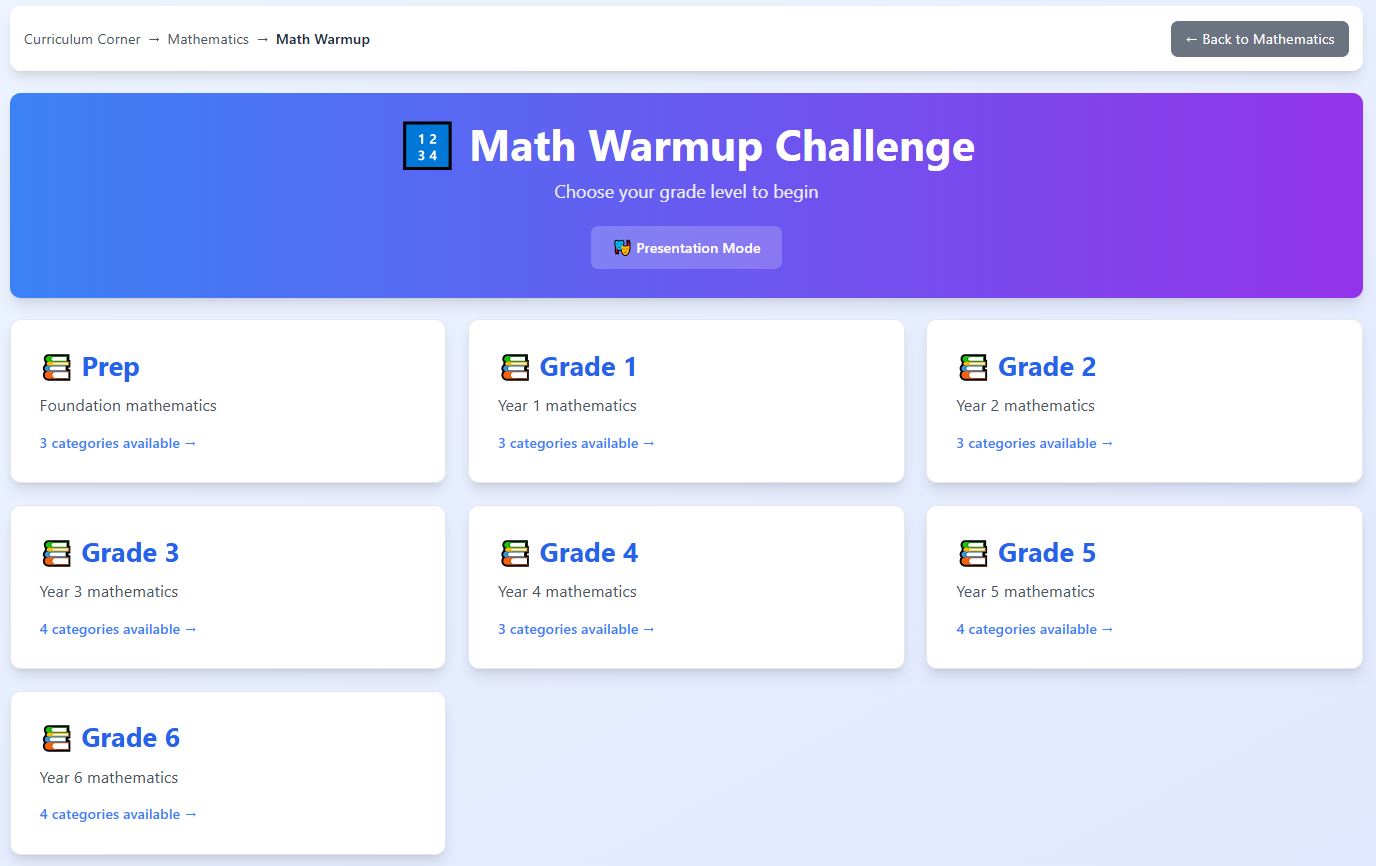 Curriculum Corner → Mathematics → Math Warmup
← Back to Mathematics
1 2
3 4
Math Warmup Challenge
Choose your grade level to begin
Presentation Mode
Prep
Foundation mathematics
3 categories available →
Grade 1
Year 1 mathematics
3 categories available →
Grade 2
Year 2 mathematics
3 categories available →
Grade 3
Year 3 mathematics
4 categories available →
Grade 4
Year 4 mathematics
3 categories available →
Grade 5
Year 5 mathematics
4 categories available →
Grade 6
Year 6 mathematics
4 categories available →